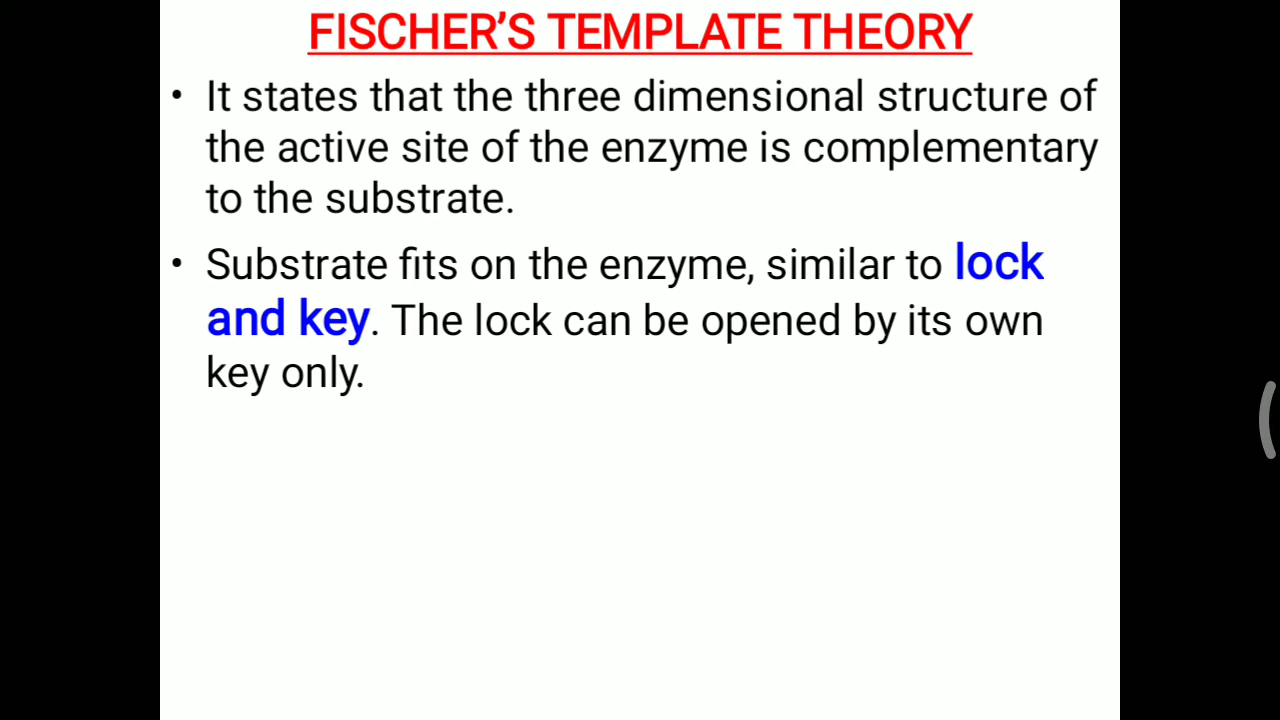 FISCHER’S TEMPLATE THEORY
• It states that the three dimensional structure of
the active site of the enzyme is complementary
to the substrate.
• Substrate fits on the enzyme, similar to lock
and key. The lock can be opened by its own
key only.